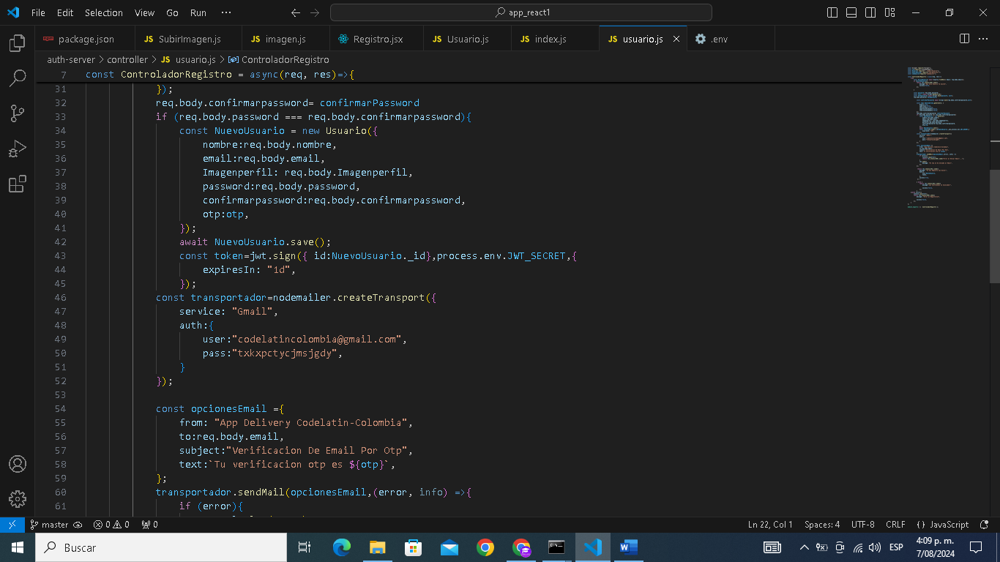 File Edit Selection View Go Run ··· app_react1
package.json JS SubirImagen.js JS imagen.js Registro.jsx JS Usuario.js JS index.js JS usuario.js .env
auth-server > controller > JS usuario.js > ControladorRegistro
7 const ControladorRegistro = async(req, res)=>{
31 });
32 req.body.confirmarpassword= confirmarPassword
33 if (req.body.password === req.body.confirmarpassword){
34 const NuevoUsuario = new Usuario({
35 nombre:req.body.nombre,
36 email:req.body.email,
37 Imagenperfil: req.body.Imagenperfil,
38 password:req.body.password,
39 confirmarpassword:req.body.confirmarpassword,
40 otp:otp,
41 });
42 await NuevoUsuario.save();
43 const token=jwt.sign({ id:NuevoUsuario._id},process.env.JWT_SECRET,{
44 expiresIn: "1d",
45 });
46 const transportador=nodemailer.createTransport({
47 service: "Gmail",
48 auth:{
49 user:"codelatincolombia@gmail.com",
50 pass:"txkxpctycjmsjgdy",
51 }
52 });
53
54 const opcionesEmail ={
55 from: "App Delivery Codelatin-Colombia",
56 to:req.body.email,
57 subject:"Verificacion De Email Por Otp",
58 text:`Tu verificacion otp es ${otp}`,
59 };
60 transportador.sendMail(opcionesEmail,(error, info) =>{
61 if (error){
master 0 0 0 Ln 22, Col 1 Spaces: 4 UTF-8 CRLF {} JavaScript
Buscar ESP 4:09 p. m.
7/08/2024